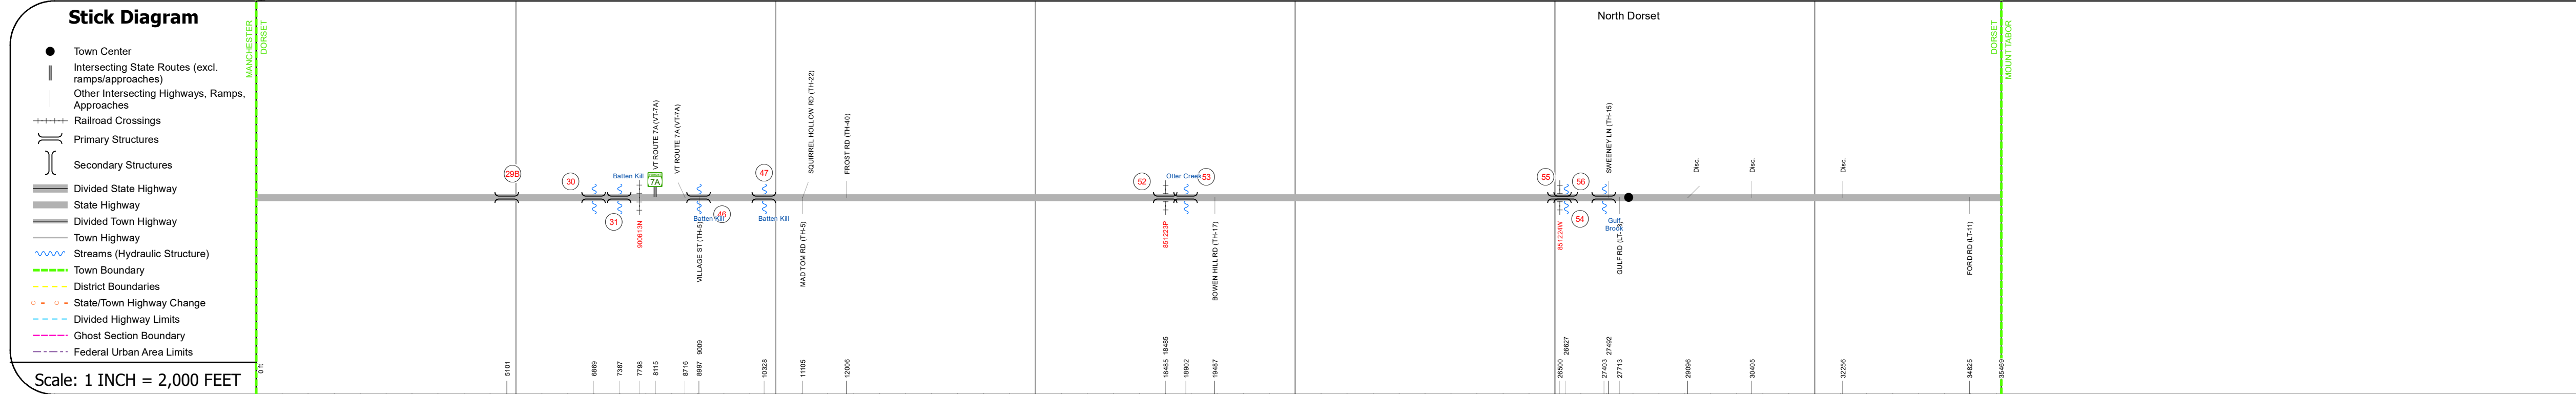 Stick Diagram
Town Center
Intersecting State Routes (excl.
ramps/approaches)
Other Intersecting Highways, Ramps,
Approaches
Railroad Crossings
Primary Structures
Secondary Structures
Divided State Highway
State Highway
Divided Town Highway
Town Highway
Streams (Hydraulic Structure)
Town Boundary
District Boundaries
State/Town Highway Change
Divided Highway Limits
Ghost Section Boundary
Federal Urban Area Limits
Scale: 1 INCH = 2,000 FEET
MANCHESTER
DORSET
North Dorset
DORSET
MOUNT TABOR
29B
30
31
Batten Kill
900613N
7A
VT ROUTE 7A (VT-7A)
VT ROUTE 7A (VT-7A)
46
Batten Kill
VILLAGE ST (TH-5)
47
Batten Kill
MAD TOM RD (TH-5)
SQUIRREL HOLLOW RD (TH-22)
FROST RD (TH-40)
52
851223P
Otter Creek
53
BOWEN HILL RD (TH-17)
55
56
54
851224W
SWEENEY LN (TH-15)
Gulf
Brook
Disc.
Disc.
Disc.
FORD RD (LT-11)
0 ft
5101
6869
7387
7798
8115
8716
8997
9009
10328
11105
12006
18485
18485
18902
19487
26500
26627
27403
27492
27713
29096
30405
32256
34825
35469